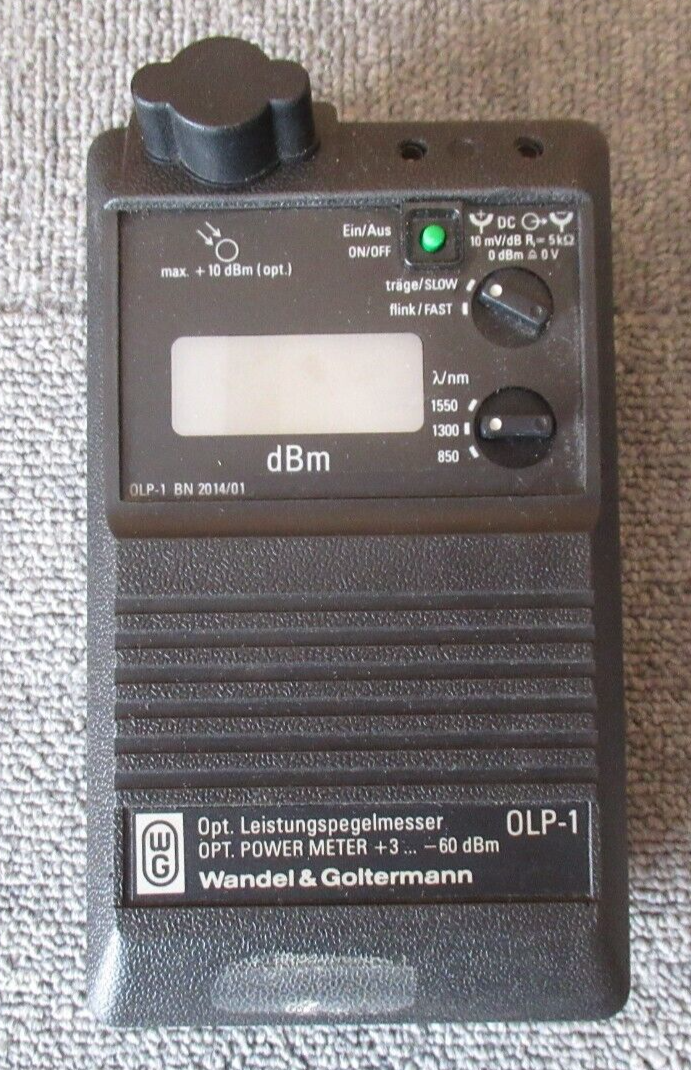 max. +10 dBm (opt.)
Ein/Aus
ON/OFF
DC
10 mV/dB Rᵢ = 5kΩ
0 dBm ≙ 0 V
träge/SLOW
flink/FAST
λ/nm
1550
1300
850
dBm
OLP-1 BN 2014/01
WG
Opt. Leistungspegelmesser OLP-1
OPT. POWER METER +3 ... −60 dBm
Wandel & Goltermann